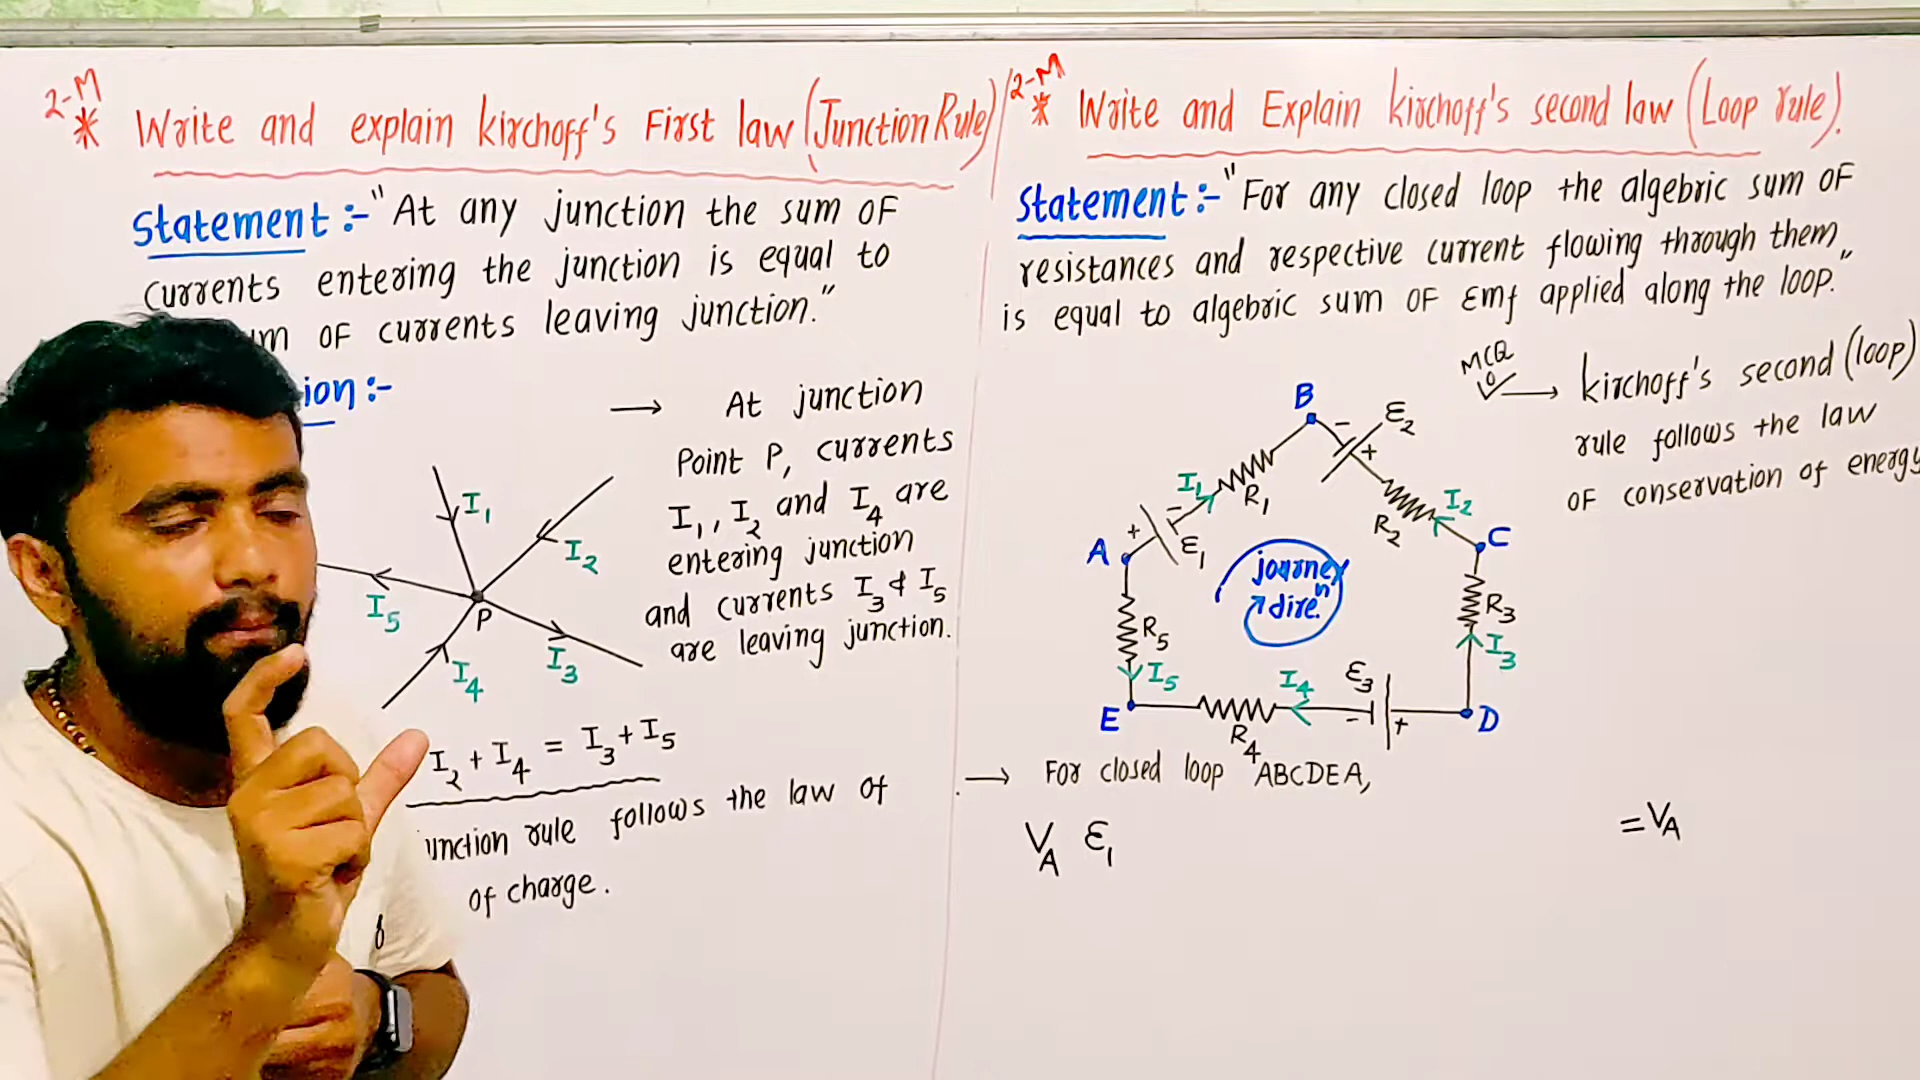 2-M
* Write and explain kirchoff's First law (Junction Rule)
Statement :- "At any junction the sum OF
currents entering the junction is equal to
um OF currents leaving junction."
ion :-
I1
I2
I5
P
I4
I3
→ At junction
Point P, currents
I1, I2 and I4 are
entering junction
and currents I3 & I5
are leaving junction.
I2 + I4 = I3 + I5
unction rule follows the law of
of charge.
2-M
* Write and Explain kirchoff's second law (Loop rule).
Statement :- "For any closed loop the algebric sum OF
resistances and respective current flowing through them
is equal to algebric sum OF Emf applied along the loop."
MCQ
→ kirchoff's second (loop)
rule follows the law
OF conservation of energy
B
- ε2
+
I1
R1
R2
I2
C
A
+ -
ε1
journey
diren
R3
I3
R5
I5
E
R4
I4
ε3
- +
D
→ For closed loop ABCDEA,
VA ε1 = VA